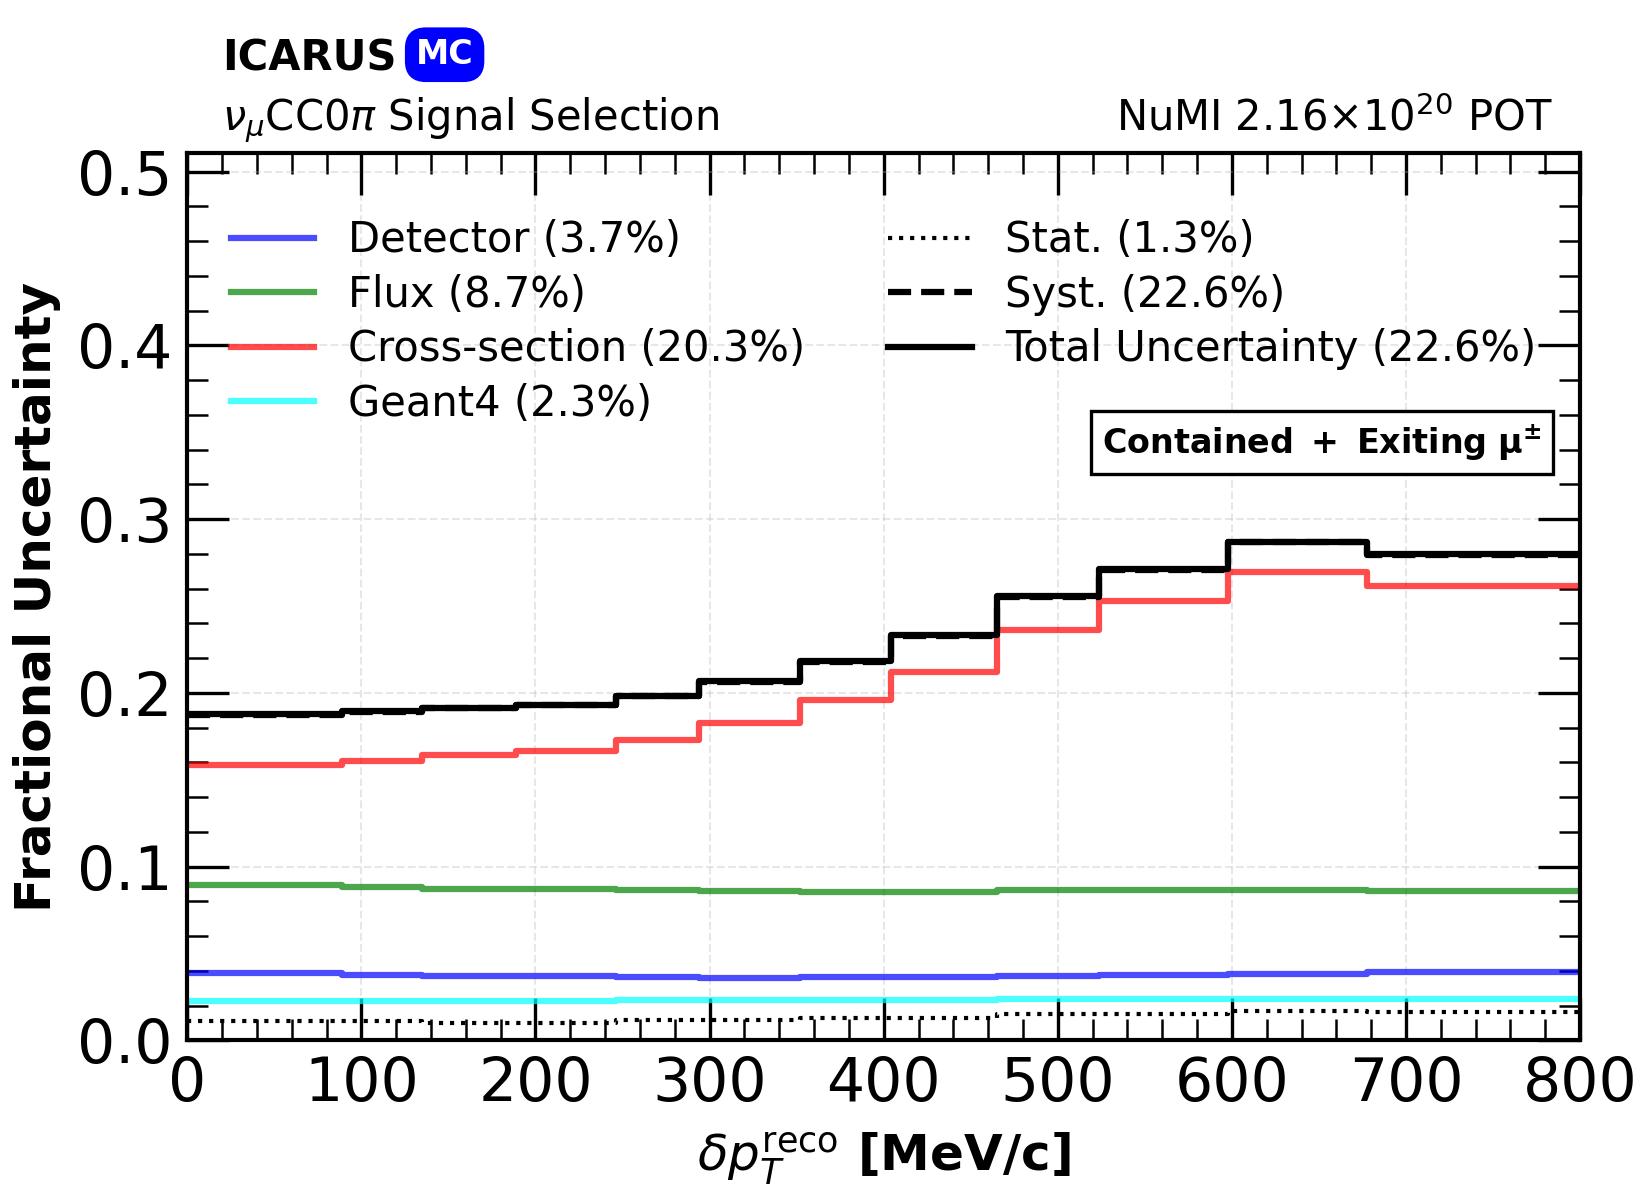 ICARUS MC
νμCC0π Signal Selection NuMI 2.16×10²⁰ POT
0.5
Detector (3.7%) Stat. (1.3%)
Flux (8.7%) Syst. (22.6%)
0.4 Cross-section (20.3%) Total Uncertainty (22.6%)
Geant4 (2.3%)
Contained + Exiting μ±
0.3
0.2
0.1
0.0
Fractional Uncertainty
0 100 200 300 400 500 600 700 800
δp_T^reco [MeV/c]